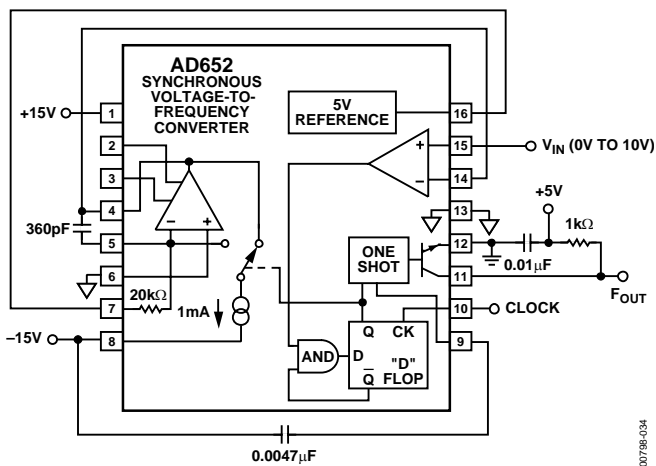 AD652
SYNCHRONOUS
VOLTAGE-TO-
FREQUENCY
CONVERTER
5V
REFERENCE
+15V
1
2
3
4
5
6
7
8
16
15
14
13
12
11
10
9
VIN (0V TO 10V)
+
–
+5V
1kΩ
0.01μF
FOUT
CLOCK
360pF
–
+
20kΩ
1mA
–15V
ONE
SHOT
AND
D
Q
CK
"D"
FLOP
Q̅
0.0047μF
00798-034